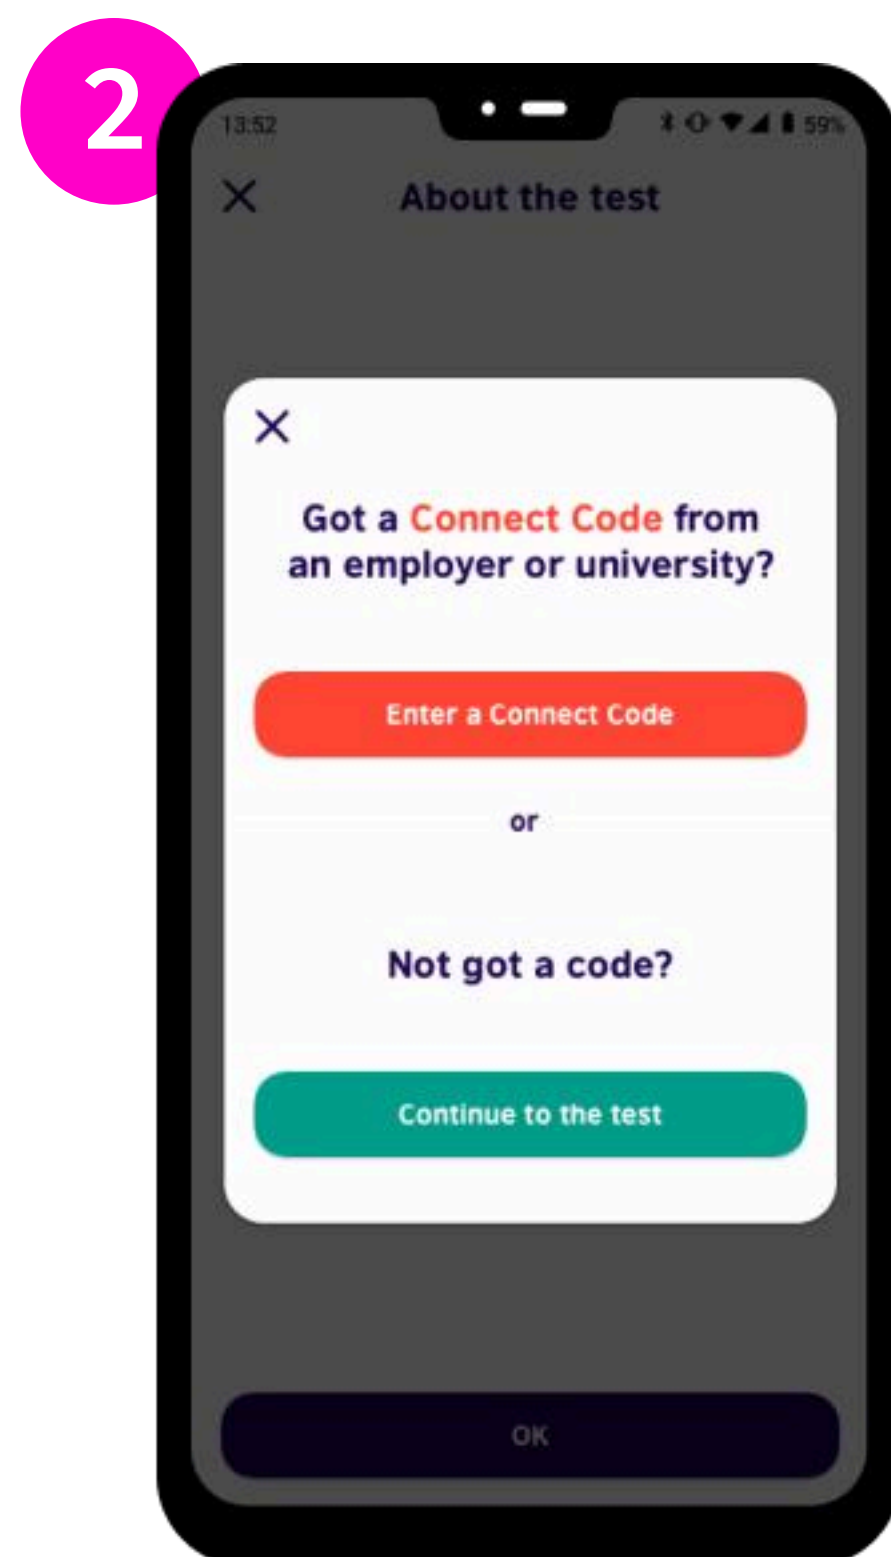 2
13:52
59%
About the test
Got a Connect Code from
an employer or university?
Enter a Connect Code
or
Not got a code?
Continue to the test
OK